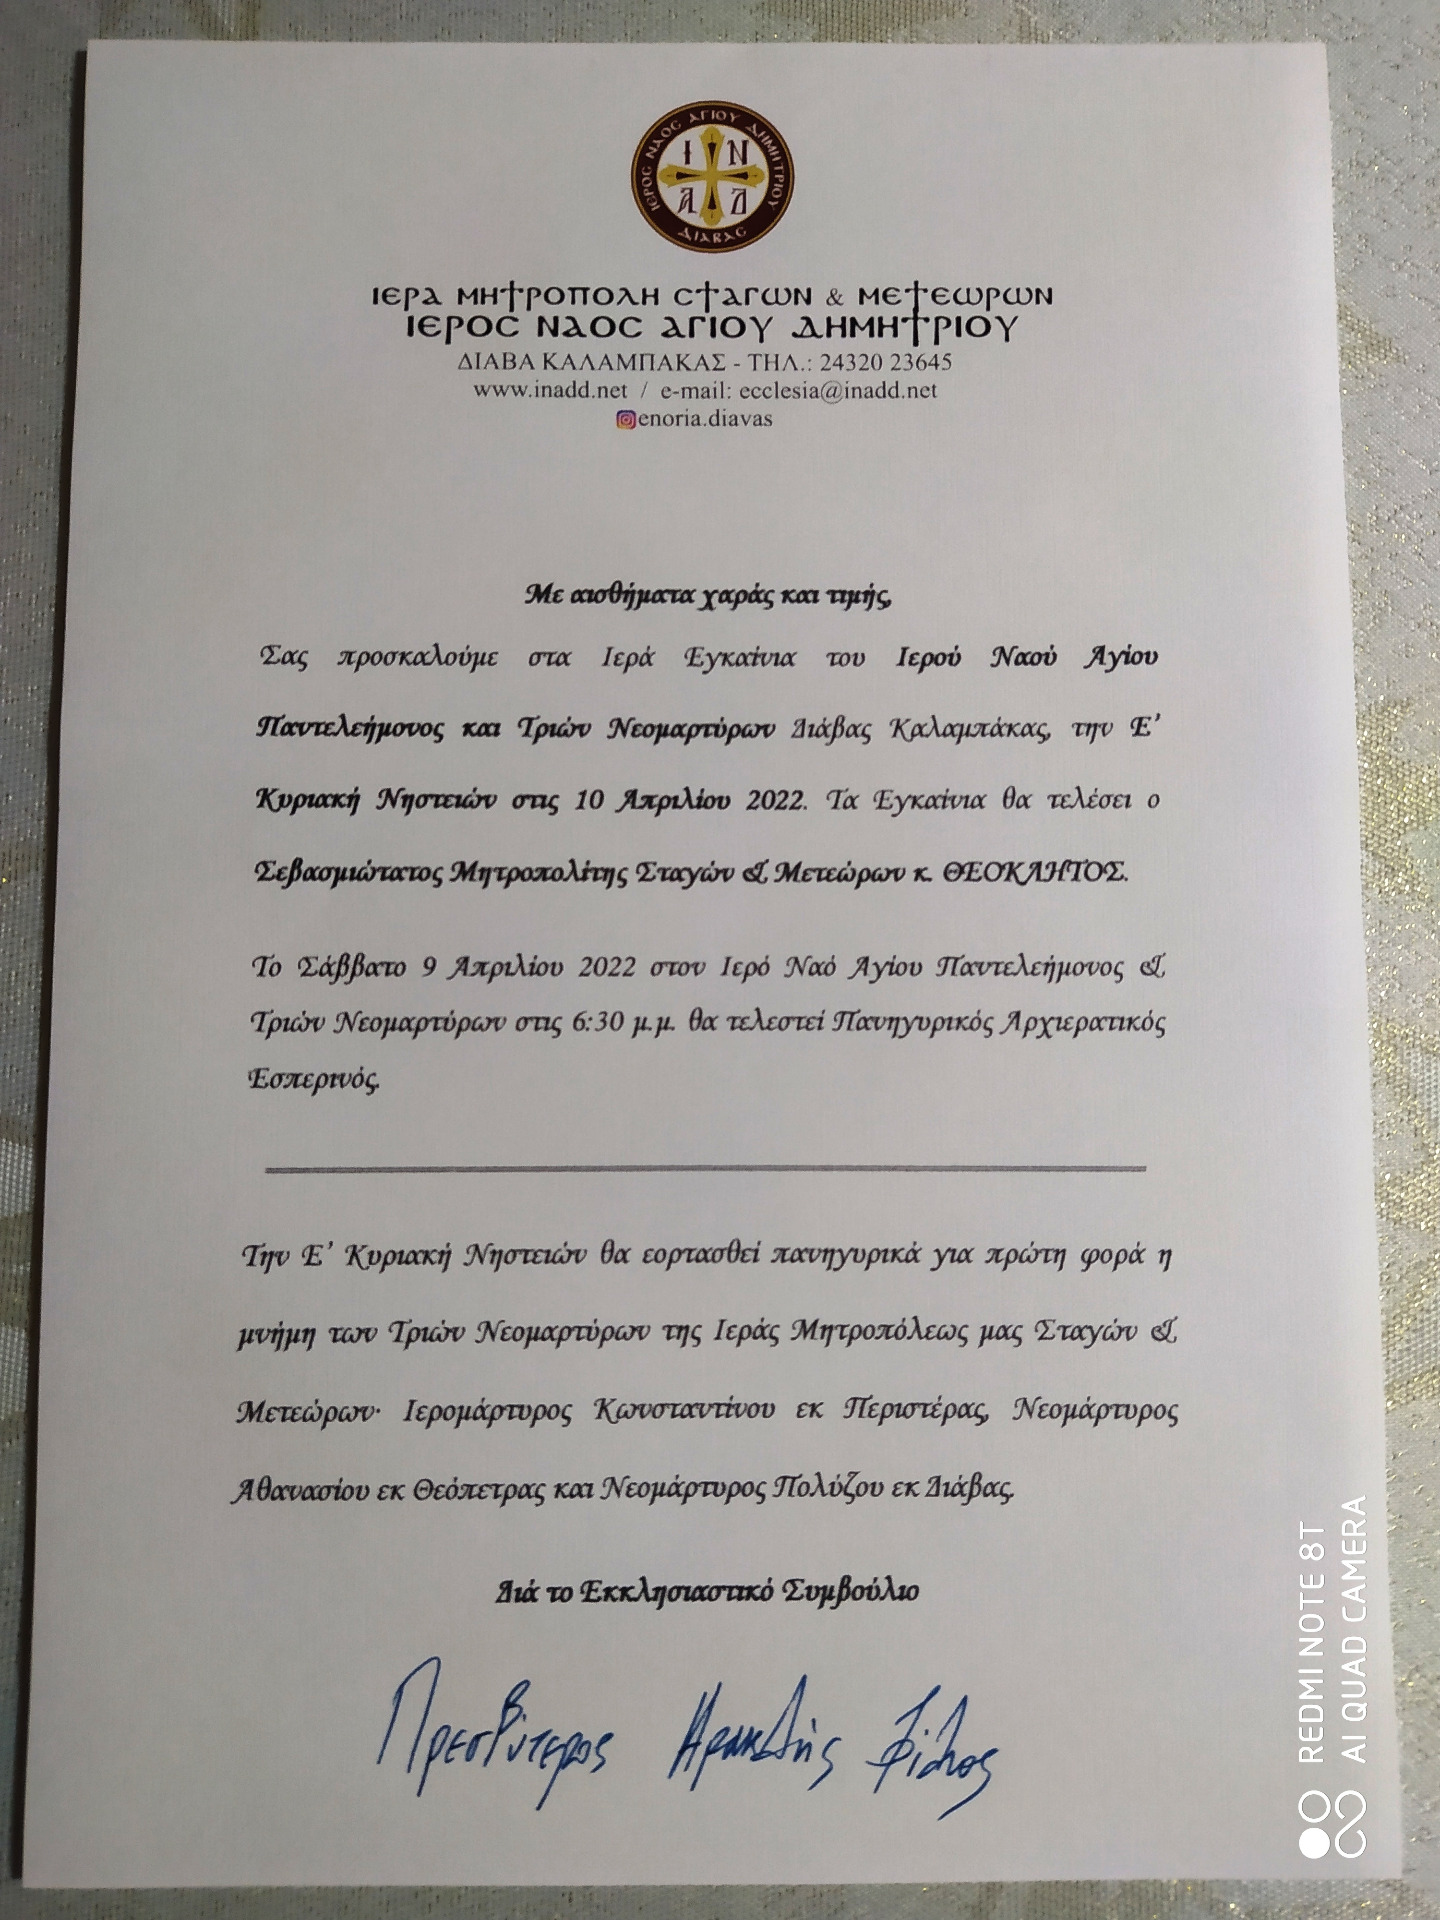 ΙΕΡΟΣ ΝΑΟΣ ΑΓΙΟΥ ΔΗΜΗΤΡΙΟΥ
Ι Ν
Α Δ
ΔΙΑΒΑΣ
ΙΕΡΑ ΜΗΤΡΟΠΟΛΗ ΣΤΑΓΩΝ & ΜΕΤΕΩΡΩΝ
ΙΕΡΟΣ ΝΑΟΣ ΑΓΙΟΥ ΔΗΜΗΤΡΙΟΥ
ΔΙΑΒΑ ΚΑΛΑΜΠΑΚΑΣ - ΤΗΛ.: 24320 23645
www.inadd.net / e-mail: ecclesia@inadd.net
enoria.diavas
Με αισθήματα χαράς και τιμής,
Σας προσκαλούμε στα Ιερά Εγκαίνια του Ιερού Ναού Αγίου
Παντελεήμονος και Τριών Νεομαρτύρων Διάβας Καλαμπάκας, την Ε’
Κυριακή Νηστειών στις 10 Απριλίου 2022. Τα Εγκαίνια θα τελέσει ο
Σεβασμιώτατος Μητροπολίτης Σταγών & Μετεώρων κ. ΘΕΟΚΛΗΤΟΣ.
Το Σάββατο 9 Απριλίου 2022 στον Ιερό Ναό Αγίου Παντελεήμονος &
Τριών Νεομαρτύρων στις 6:30 μ.μ. θα τελεστεί Πανηγυρικός Αρχιερατικός
Εσπερινός.
Την Ε’ Κυριακή Νηστειών θα εορτασθεί πανηγυρικά για πρώτη φορά η
μνήμη των Τριών Νεομαρτύρων της Ιεράς Μητροπόλεως μας Σταγών &
Μετεώρων· Ιερομάρτυρος Κωνσταντίνου εκ Περιστέρας, Νεομάρτυρος
Αθανασίου εκ Θεόπετρας και Νεομάρτυρος Πολύζου εκ Διάβας.
Διά το Εκκλησιαστικό Συμβούλιο
Πρεσβύτερος Ηρακλής Φίλιος
REDMI NOTE 8T
AI QUAD CAMERA